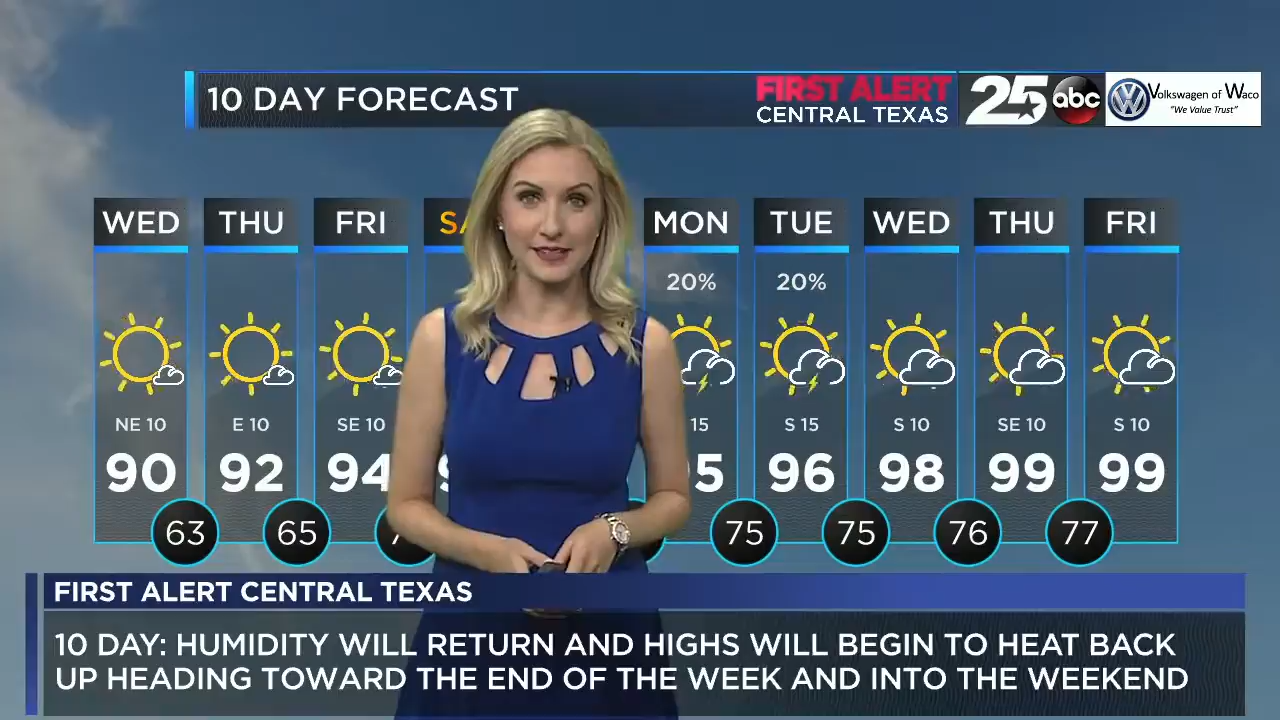 10 DAY FORECAST
FIRST ALERT
CENTRAL TEXAS
25
abc
Volkswagen of Waco
"We Value Trust"
WED THU FRI SA MON TUE WED THU FRI
20% 20%
NE 10 E 10 SE 10 15 S 15 S 10 SE 10 S 10
90 92 94 5 96 98 99 99
63 65 75 75 76 77
FIRST ALERT CENTRAL TEXAS
10 DAY: HUMIDITY WILL RETURN AND HIGHS WILL BEGIN TO HEAT BACK
UP HEADING TOWARD THE END OF THE WEEK AND INTO THE WEEKEND